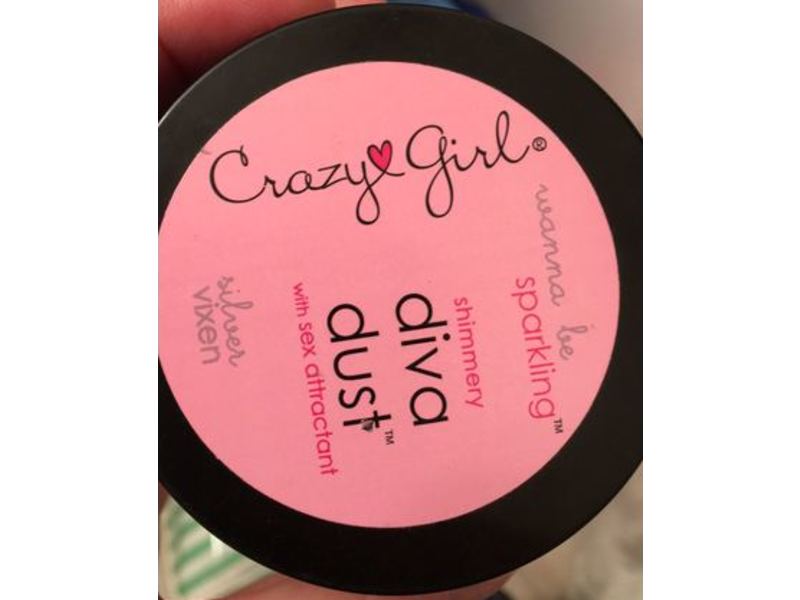 Crazy Girl®
wanna be
sparkling™
shimmery
diva
dust™
with sex attractant
silver
vixen